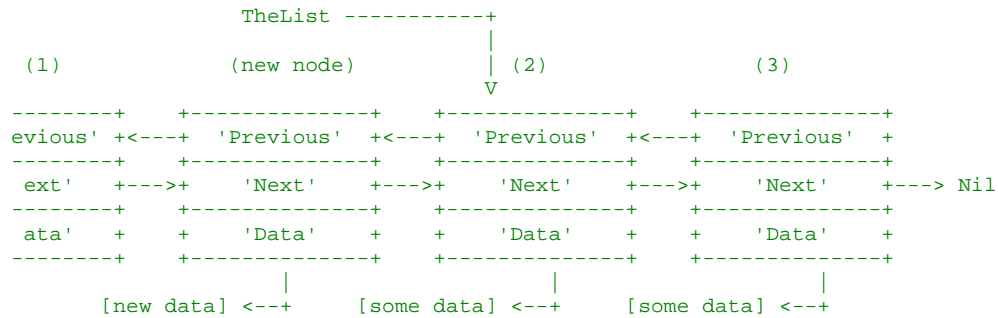 TheList -----------+
|
(1) (new node) | (2) (3)
V
--------+ +--------------+ +--------------+ +--------------+
evious' +<---+ 'Previous' +<---+ 'Previous' +<---+ 'Previous' +
--------+ +--------------+ +--------------+ +--------------+
ext' +--->+ 'Next' +--->+ 'Next' +--->+ 'Next' +---> Nil
--------+ +--------------+ +--------------+ +--------------+
ata' + + 'Data' + + 'Data' + + 'Data' +
--------+ +--------------+ +--------------+ +--------------+
| | |
[new data] <--+ [some data] <--+ [some data] <--+